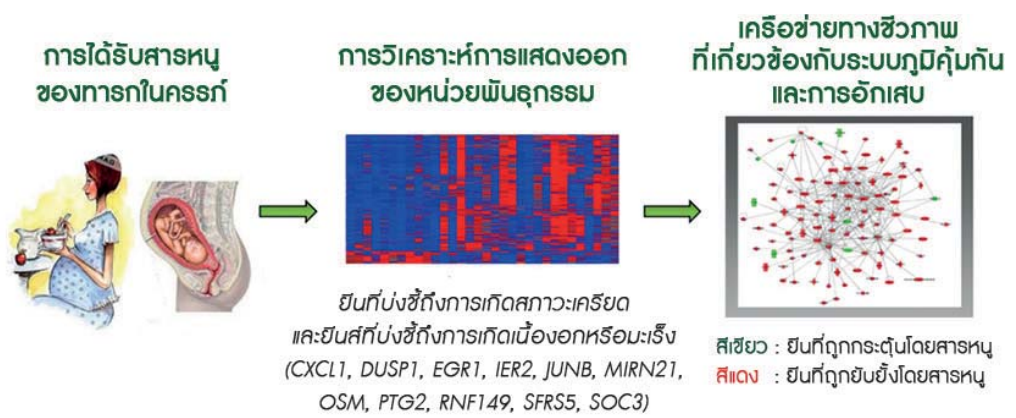 การได้รับสารหนู
ของทารกในครรภ์
การวิเคราะห์การแสดงออก
ของหน่วยพันธุกรรม
เครือข่ายทางชีวภาพ
ที่เกี่ยวข้องกับระบบภูมิคุ้มกัน
และการอักเสบ
ยีนที่บ่งชี้ถึงการเกิดสภาวะเครียด
และยีนส์ที่บ่งชี้ถึงการเกิดเนื้องอกหรือมะเร็ง
(CXCL1, DUSP1, EGR1, IER2, JUNB, MIRN21,
OSM, PTG2, RNF149, SFRS5, SOC3)
สีเขียว : ยีนที่ถูกกระตุ้นโดยสารหนู
สีแดง : ยีนที่ถูกยับยั้งโดยสารหนู